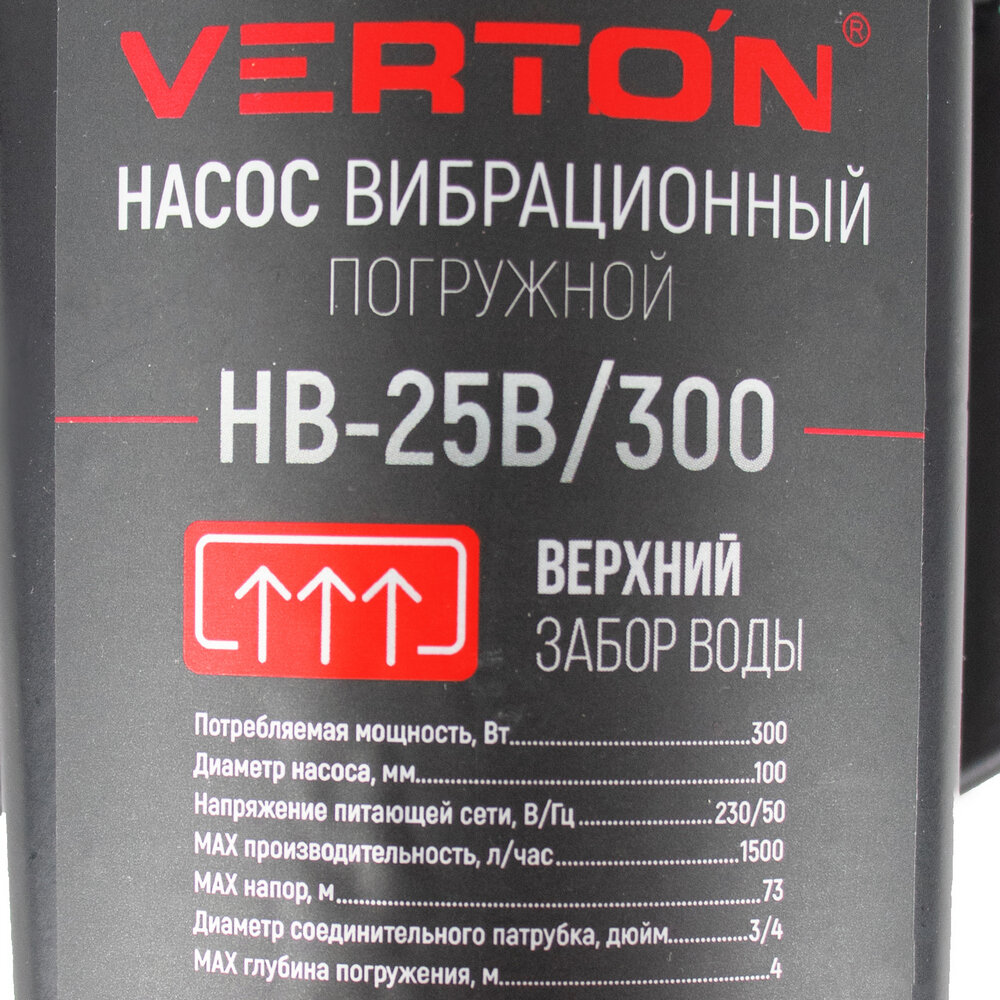 VERTO'N®
НАСОС ВИБРАЦИОННЫЙ
ПОГРУЖНОЙ
НВ-25В/300
ВЕРХНИЙ
ЗАБОР ВОДЫ
Потребляемая мощность, Вт........................300
Диаметр насоса, мм........................100
Напряжение питающей сети, В/Гц........................230/50
MAX производительность, л/час........................1500
MAX напор, м........................73
Диаметр соединительного патрубка, дюйм........................3/4
MAX глубина погружения, м........................4